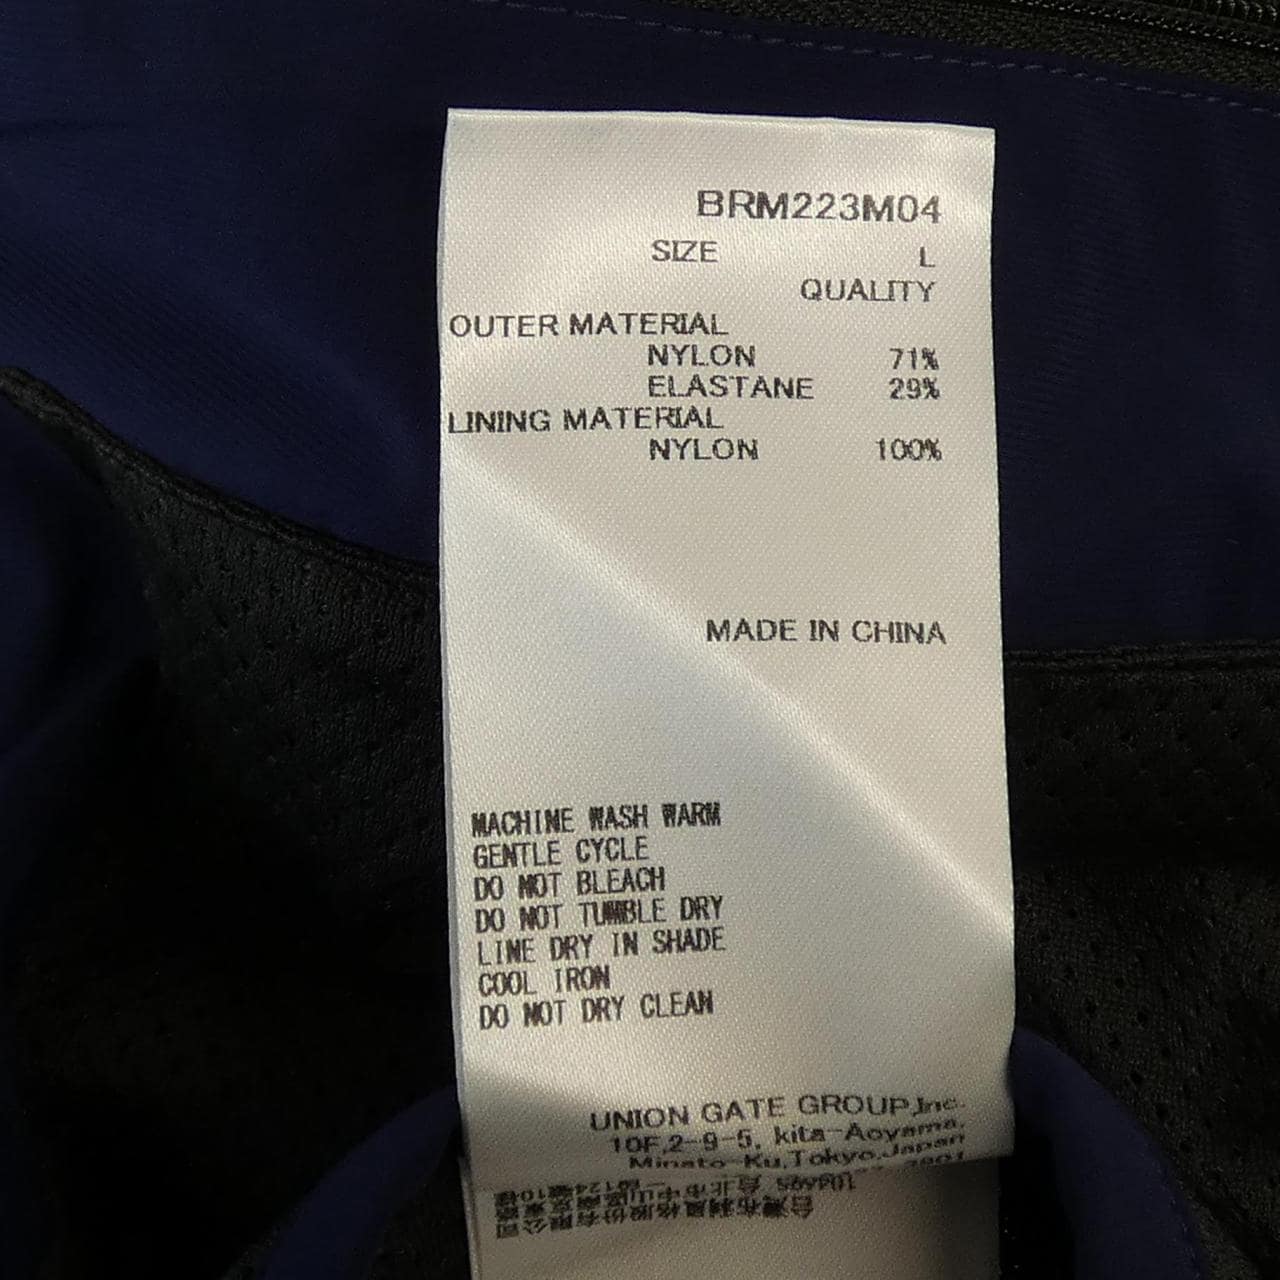 BRM223M04
SIZE L
QUALITY
OUTER MATERIAL
NYLON 71%
ELASTANE 29%
LINING MATERIAL
NYLON 100%
MADE IN CHINA
MACHINE WASH WARM
GENTLE CYCLE
DO NOT BLEACH
DO NOT TUMBLE DRY
LINE DRY IN SHADE
COOL IRON
DO NOT DRY CLEAN
UNION GATE GROUP,Inc.
10F,2-9-5, kita-Aoyama,
Minato-Ku,Tokyo,Japan